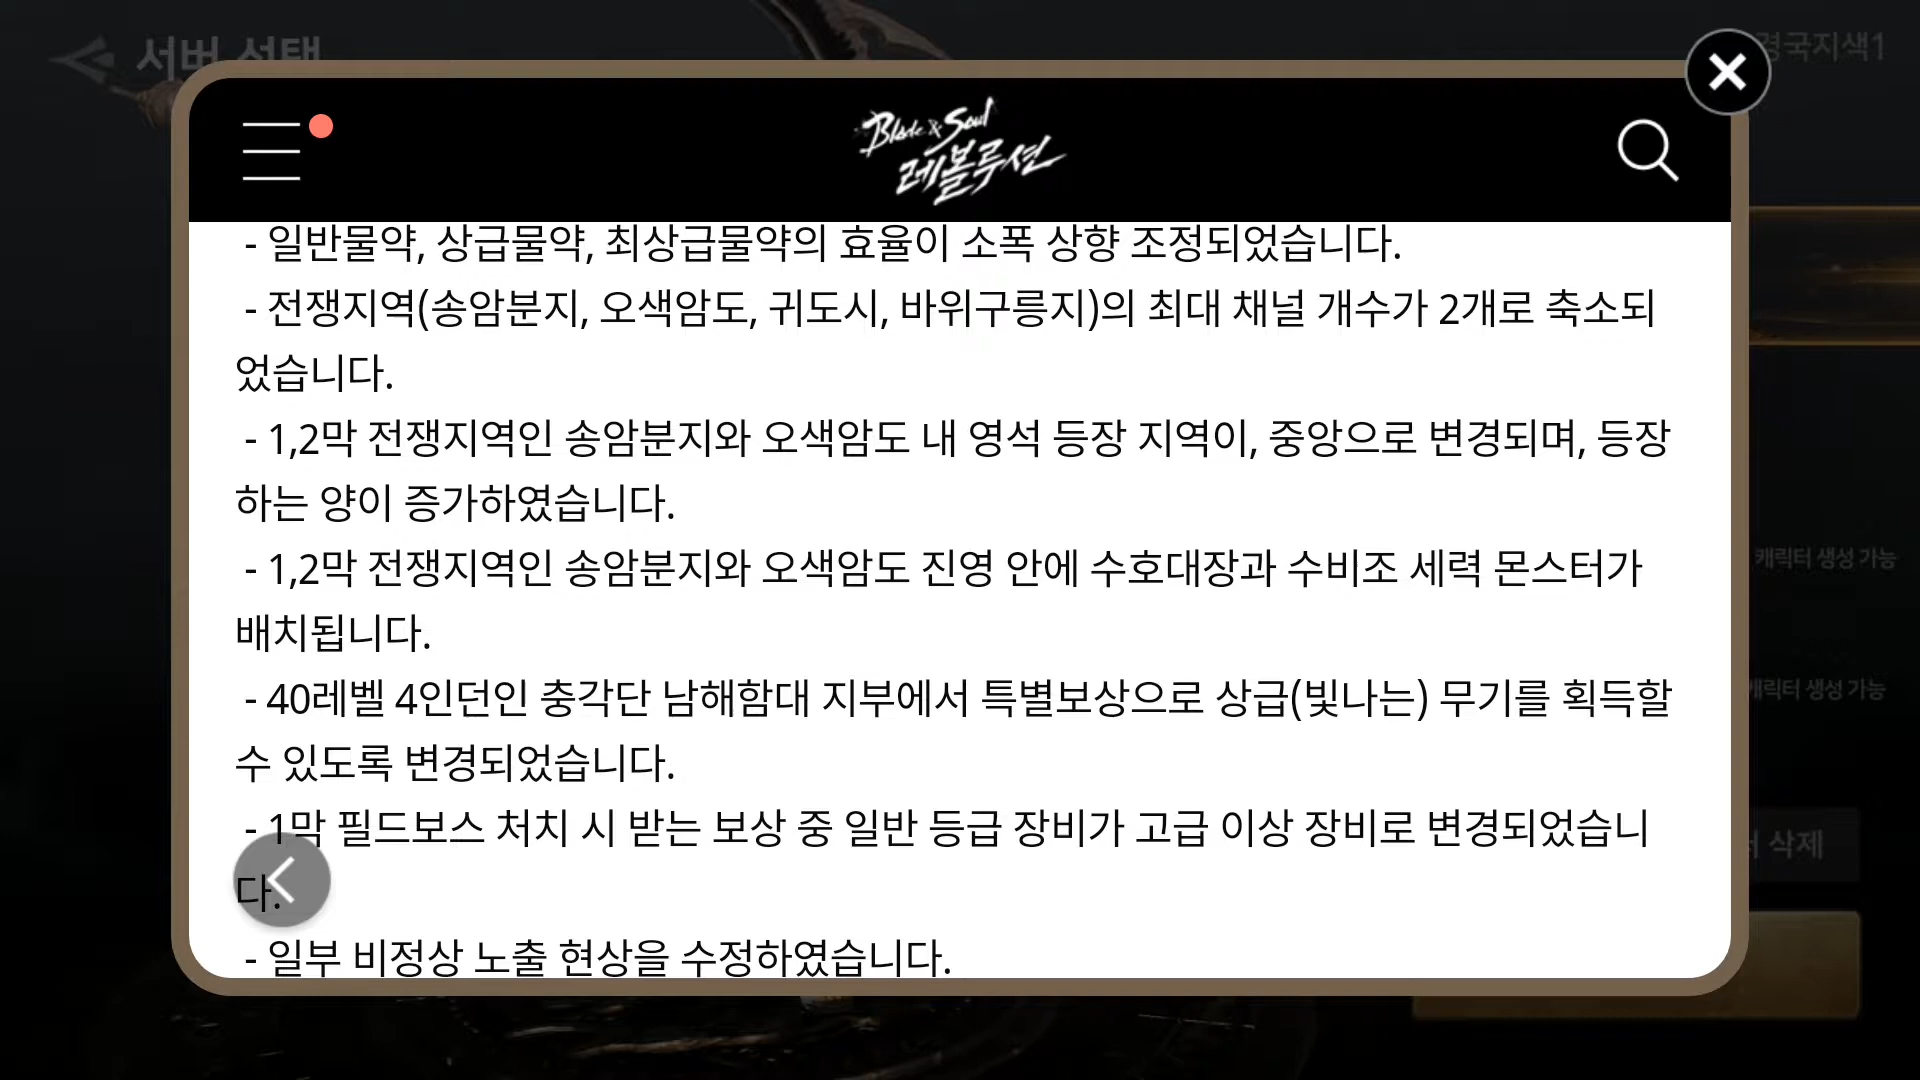 서버 선택
경국지색1
Blade & Soul
레볼루션
- 일반물약, 상급물약, 최상급물약의 효율이 소폭 상향 조정되었습니다.
- 전쟁지역(송암분지, 오색암도, 귀도시, 바위구릉지)의 최대 채널 개수가 2개로 축소되
었습니다.
- 1,2막 전쟁지역인 송암분지와 오색암도 내 영석 등장 지역이, 중앙으로 변경되며, 등장
하는 양이 증가하였습니다.
- 1,2막 전쟁지역인 송암분지와 오색암도 진영 안에 수호대장과 수비조 세력 몬스터가
배치됩니다.
- 40레벨 4인던인 충각단 남해함대 지부에서 특별보상으로 상급(빛나는) 무기를 획득할
수 있도록 변경되었습니다.
- 1막 필드보스 처치 시 받는 보상 중 일반 등급 장비가 고급 이상 장비로 변경되었습니
다.
- 일부 비정상 노출 현상을 수정하였습니다.
캐릭터 생성 가능
캐릭터 생성 가능
삭제